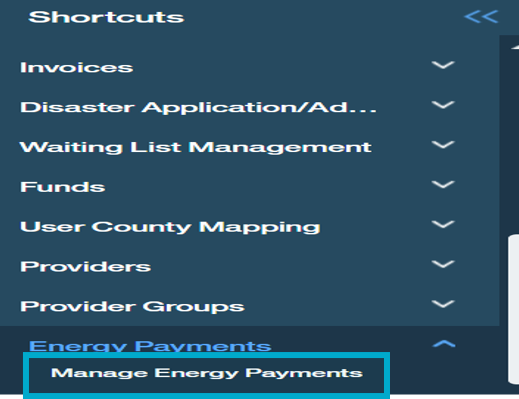 Shortcuts <<
Invoices
Disaster Application/Ad...
Waiting List Management
Funds
User County Mapping
Providers
Provider Groups
Energy Payments
Manage Energy Payments